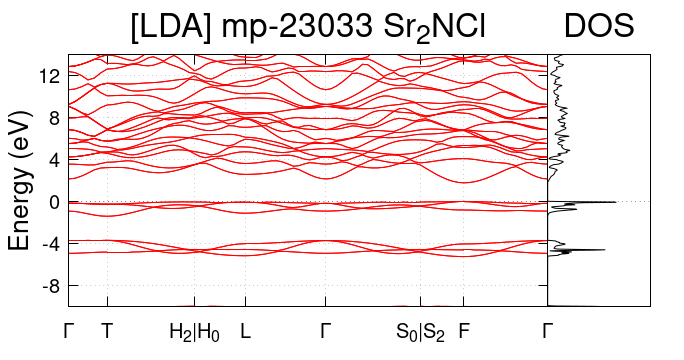 [LDA] mp-23033 Sr₂NCl DOS
Energy (eV)
12
8
4
0
-4
-8
Γ T H₂|H₀ L Γ S₀|S₂ F Γ